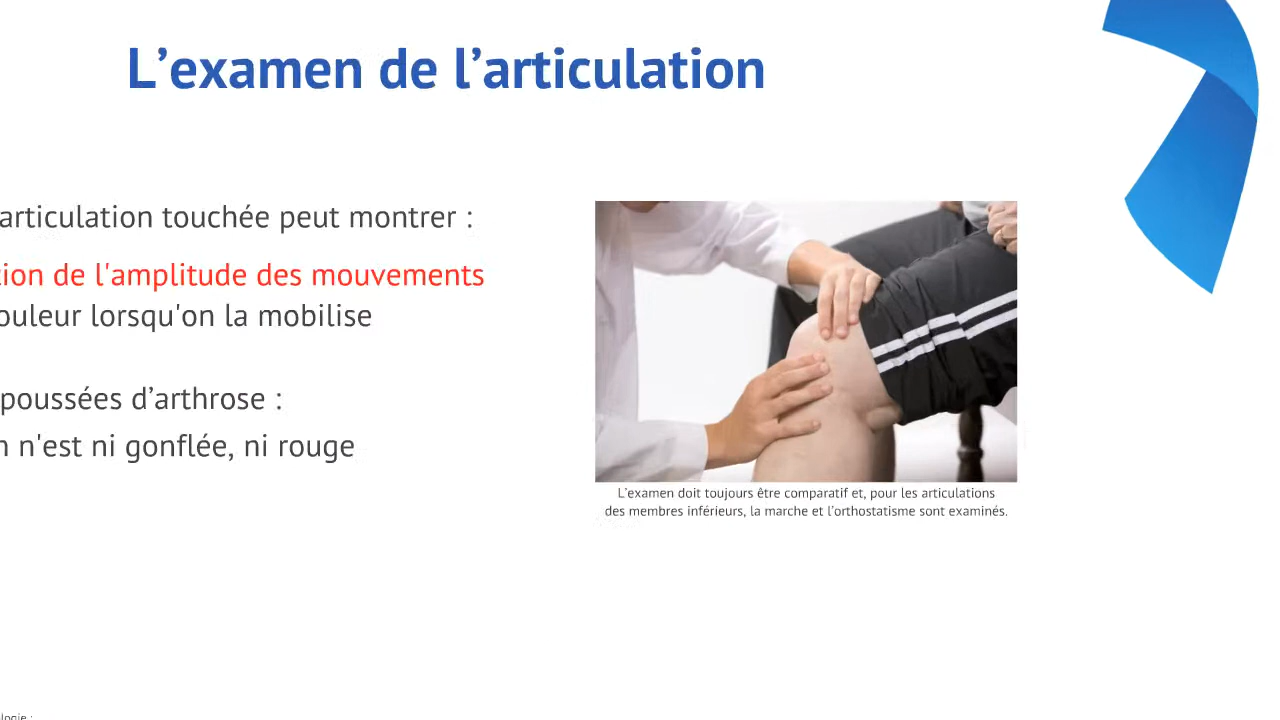 L’examen de l’articulation
articulation touchée peut montrer :
tion de l'amplitude des mouvements
ouleur lorsqu'on la mobilise
poussées d’arthrose :
n n'est ni gonflée, ni rouge
L’examen doit toujours être comparatif et, pour les articulations
des membres inférieurs, la marche et l’orthostatisme sont examinés.
ologie :